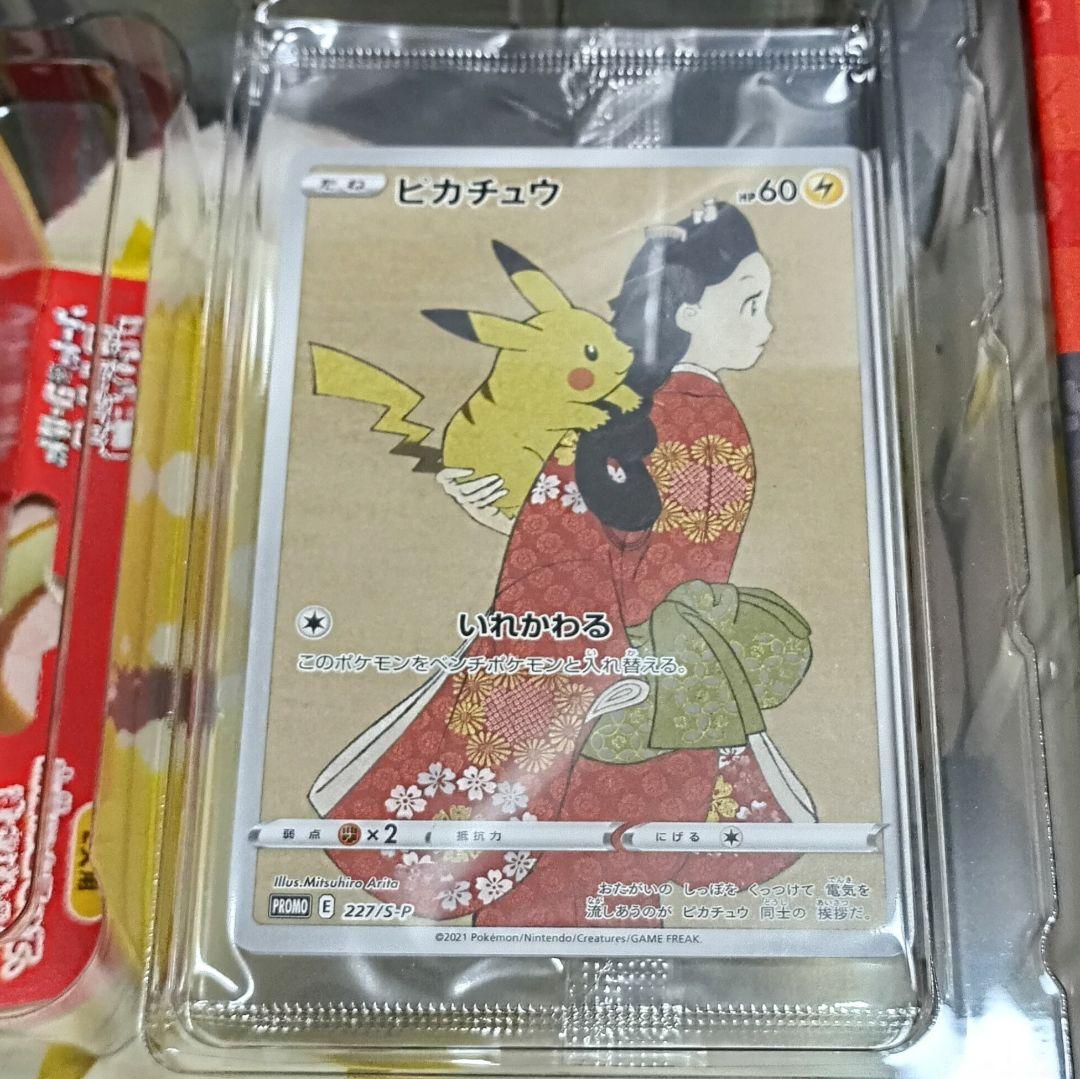 たね ピカチュウ HP60
いれかわる
このポケモンをベンチポケモンと入れ替える。
弱点 ×2 抵抗力 にげる
Illus.Mitsuhiro Arita
PROMO E 227/S-P
おたがいの しっぽを くっつけて 電気を
流しあうのが ピカチュウ 同士の 挨拶だ。
©2021 Pokémon/Nintendo/Creatures/GAME FREAK.